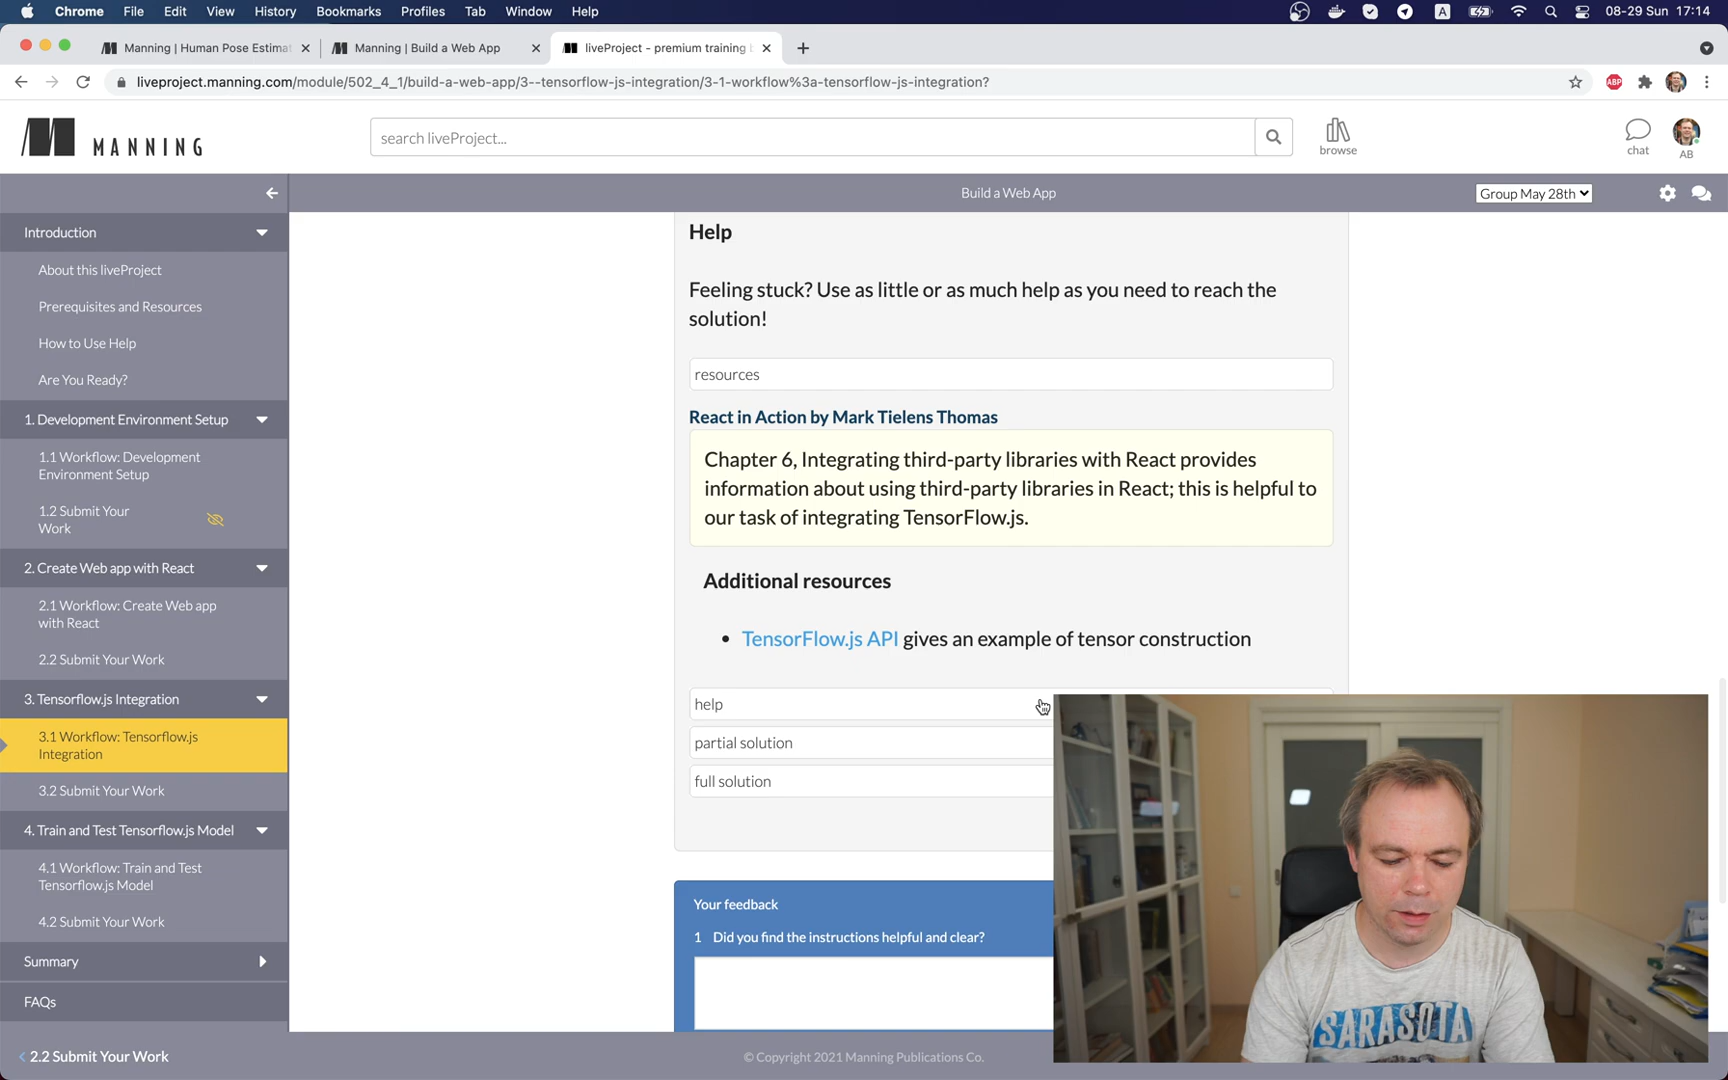 Chrome File Edit View History Bookmarks Profiles Tab Window Help A 08-29 Sun 17:14
Manning | Human Pose Estimat Manning | Build a Web App liveProject - premium training
liveproject.manning.com/module/502_4_1/build-a-web-app/3--tensorflow-js-integration/3-1-workflow%3a-tensorflow-js-integration? ABP
MANNING search liveProject... browse chat AB
Build a Web App Group May 28th
Introduction
About this liveProject
Prerequisites and Resources
How to Use Help
Are You Ready?
1. Development Environment Setup
1.1 Workflow: Development
Environment Setup
1.2 Submit Your
Work
2. Create Web app with React
2.1 Workflow: Create Web app
with React
2.2 Submit Your Work
3. Tensorflow.js Integration
3.1 Workflow: Tensorflow.js
Integration
3.2 Submit Your Work
4. Train and Test Tensorflow.js Model
4.1 Workflow: Train and Test
Tensorflow.js Model
4.2 Submit Your Work
Summary
FAQs
< 2.2 Submit Your Work
Help
Feeling stuck? Use as little or as much help as you need to reach the
solution!
resources
React in Action by Mark Tielens Thomas
Chapter 6, Integrating third-party libraries with React provides
information about using third-party libraries in React; this is helpful to
our task of integrating TensorFlow.js.
Additional resources
• TensorFlow.js API gives an example of tensor construction
help
partial solution
full solution
Your feedback
1 Did you find the instructions helpful and clear?
© Copyright 2021 Manning Publications Co.
SARASOTA